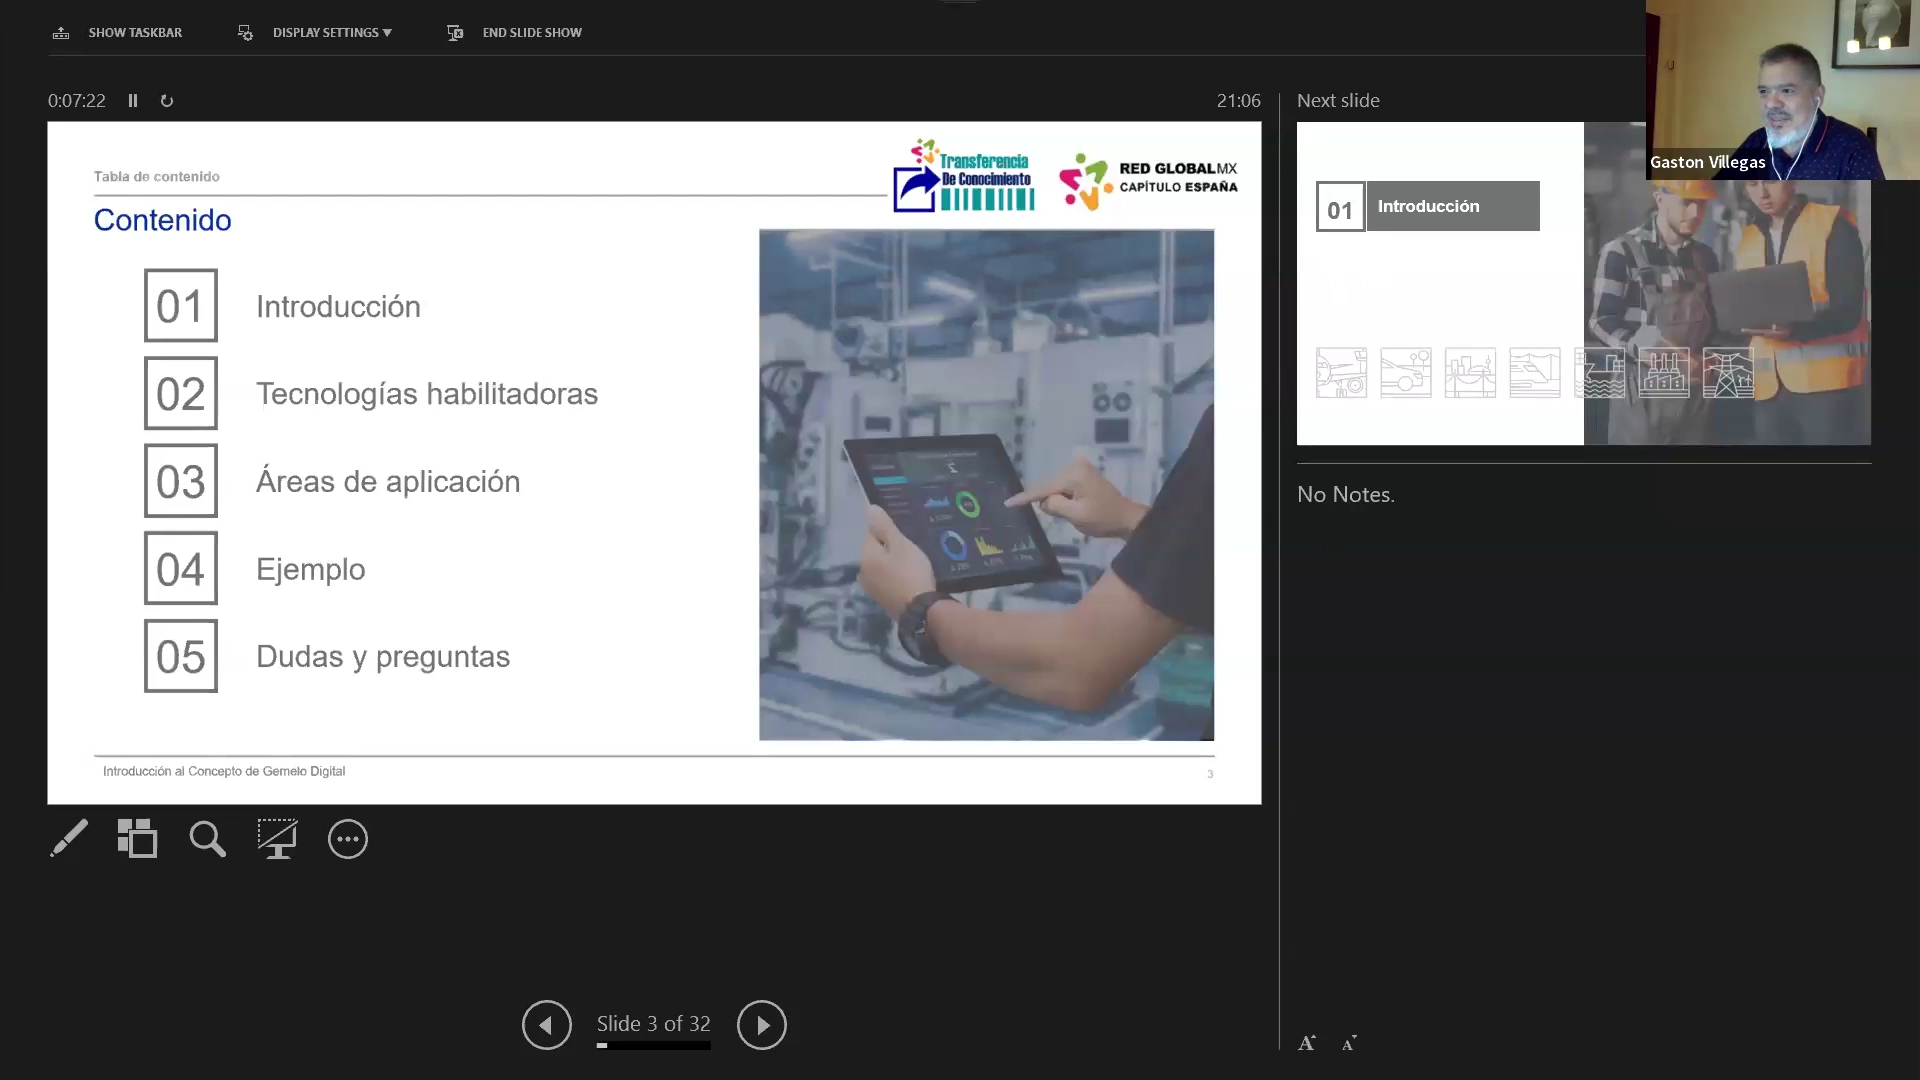 SHOW TASKBAR
DISPLAY SETTINGS ▼
END SLIDE SHOW
0:07:22
21:06
Next slide
Tabla de contenido
Transferencia
De Conocimiento
RED GLOBALMX
CAPÍTULO ESPAÑA
Contenido
01 Introducción
02 Tecnologías habilitadoras
03 Áreas de aplicación
04 Ejemplo
05 Dudas y preguntas
Introducción al Concepto de Gemelo Digital
3
01 Introducción
Gaston Villegas
No Notes.
Slide 3 of 32
A A